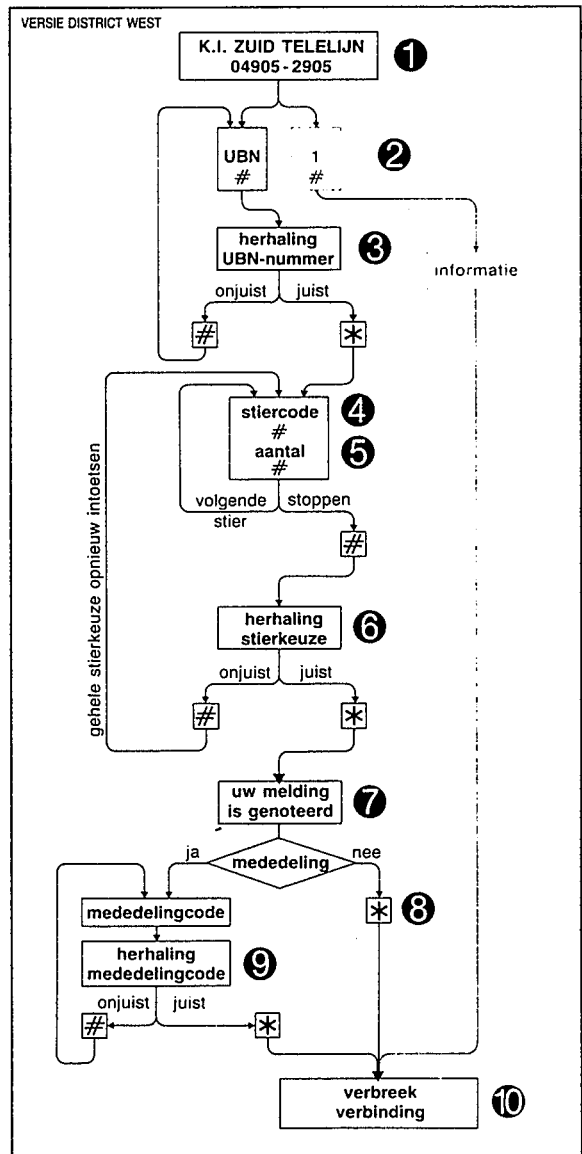 VERSIE DISTRICT WEST
K.I. ZUID TELELIJN
04905-2905
1
UBN
#
1
#
2
herhaling
UBN-nummer
3
informatie
onjuist
juist
#
*
gehele stierkeuze opnieuw intoetsen
stiercode
#
4
aantal
#
5
volgende
stier
stoppen
#
herhaling
stierkeuze
6
onjuist
juist
#
*
uw melding
is genoteerd
7
ja
mededeling
nee
mededelingcode
*
8
herhaling
mededelingcode
9
onjuist
juist
#
*
verbreek
verbinding
10